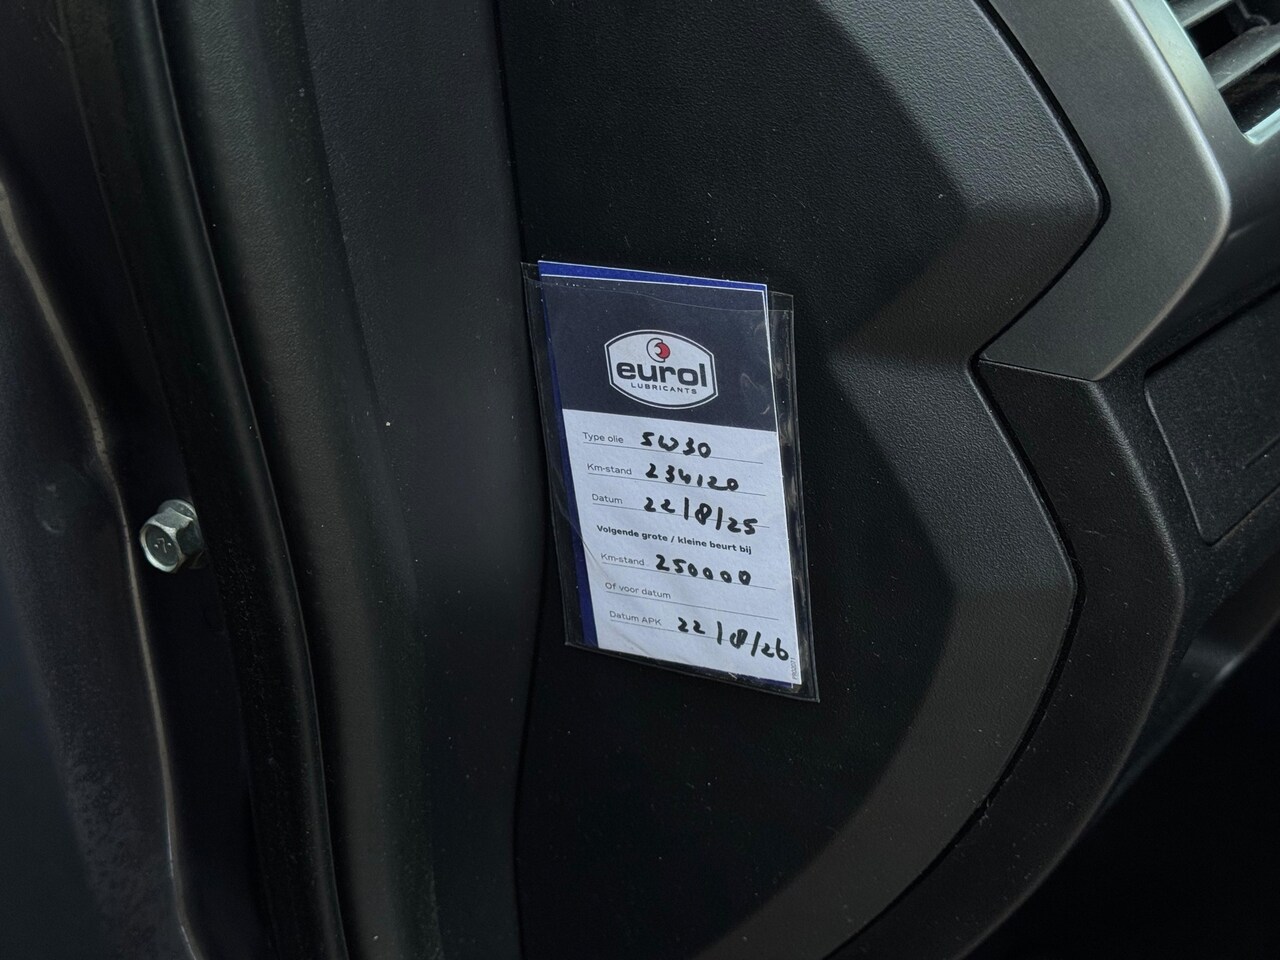 eurol
LUBRICANTS
Type olie 5W30
Km-stand 234120
Datum 22/8/25
Volgende grote / kleine beurt bij
Km-stand 250000
Of voor datum
Datum APK 22/8/26